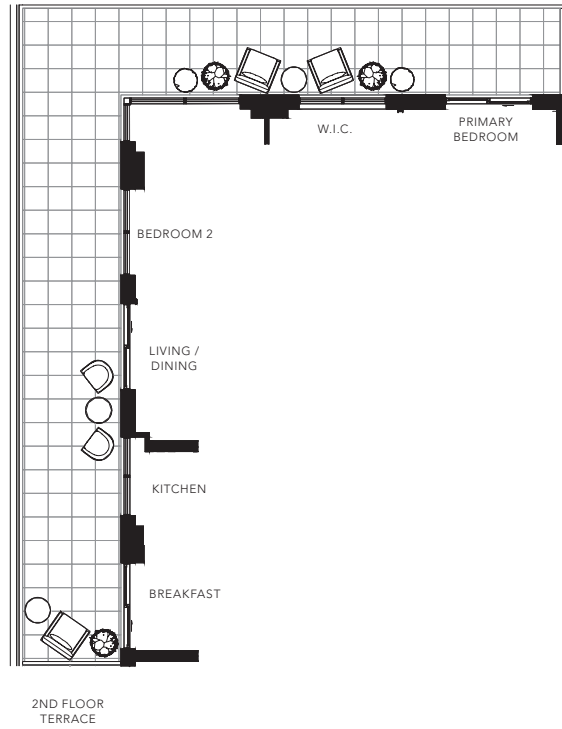 W.I.C.
PRIMARY
BEDROOM
BEDROOM 2
LIVING /
DINING
KITCHEN
BREAKFAST
2ND FLOOR
TERRACE